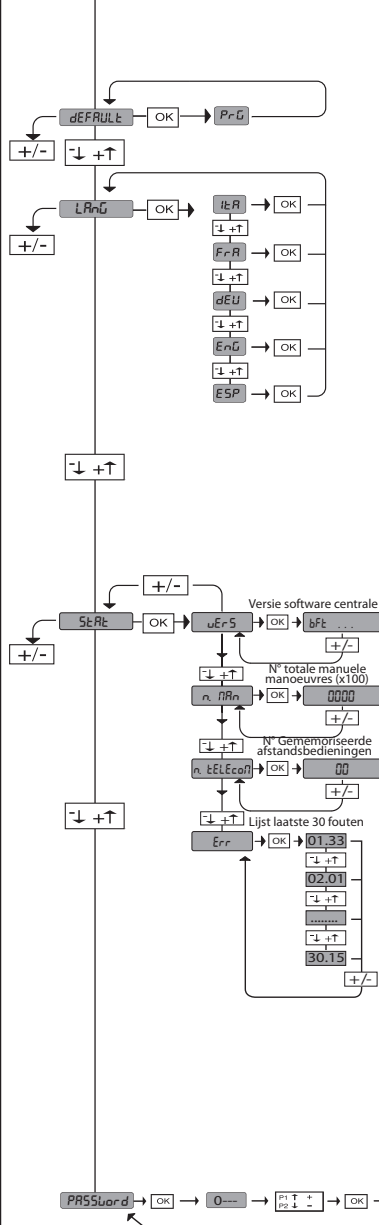 dEFAULt OK PrG
+/- -↓ +↑
LAnG OK ItA OK
+/- -↓ +↑
FrA OK
-↓ +↑
dEU OK
-↓ +↑
EnG OK
-↓ +↑
ESP OK
-↓ +↑
+/-
Versie software centrale
StAt OK vErS OK bFt ...
+/- +/-
-↓ +↑
N° totale manuele
manoeuvres (x100)
n. MAn OK 0000
+/-
-↓ +↑
N° Gememoriseerde
afstandsbedieningen
n. tELEcoM OK 00
+/-
-↓ +↑ -↓ +↑
Lijst laatste 30 fouten
Err OK 01.33
-↓ +↑
02.01
-↓ +↑
........
-↓ +↑
30.15
+/-
PASSword OK 0--- P1 ↑ + OK
P2 ↓ -